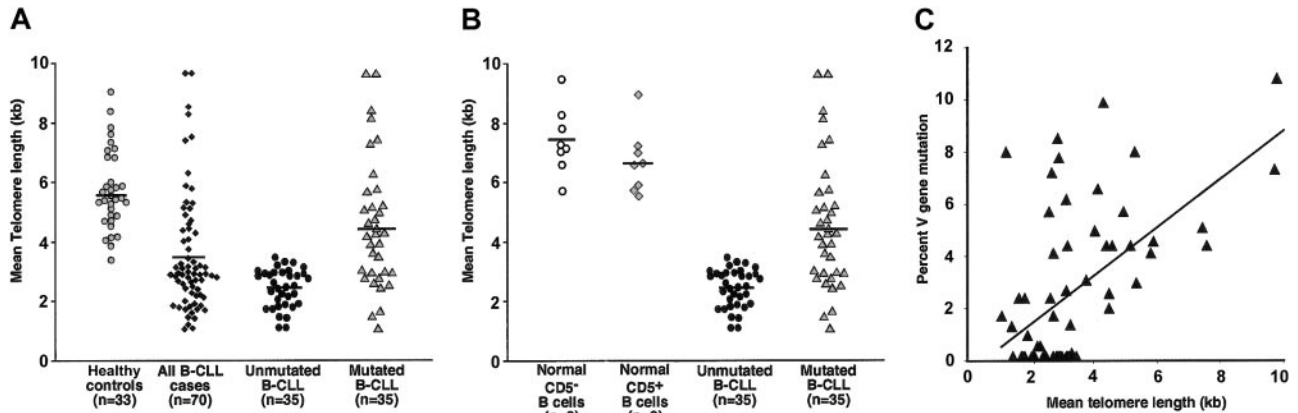 A
Mean Telomere length (kb)
10
8
6
4
2
0
Healthy
controls
(n=33)
All B-CLL
cases
(n=70)
Unmutated
B-CLL
(n=35)
Mutated
B-CLL
(n=35)
B
Mean Telomere length (kb)
10
8
6
4
2
0
Normal
CD5-
B cells
Normal
CD5+
B cells
Unmutated
B-CLL
(n=35)
Mutated
B-CLL
(n=35)
C
Percent V gene mutation
12
10
8
6
4
2
0
0 2 4 6 8 10
Mean telomere length (kb)